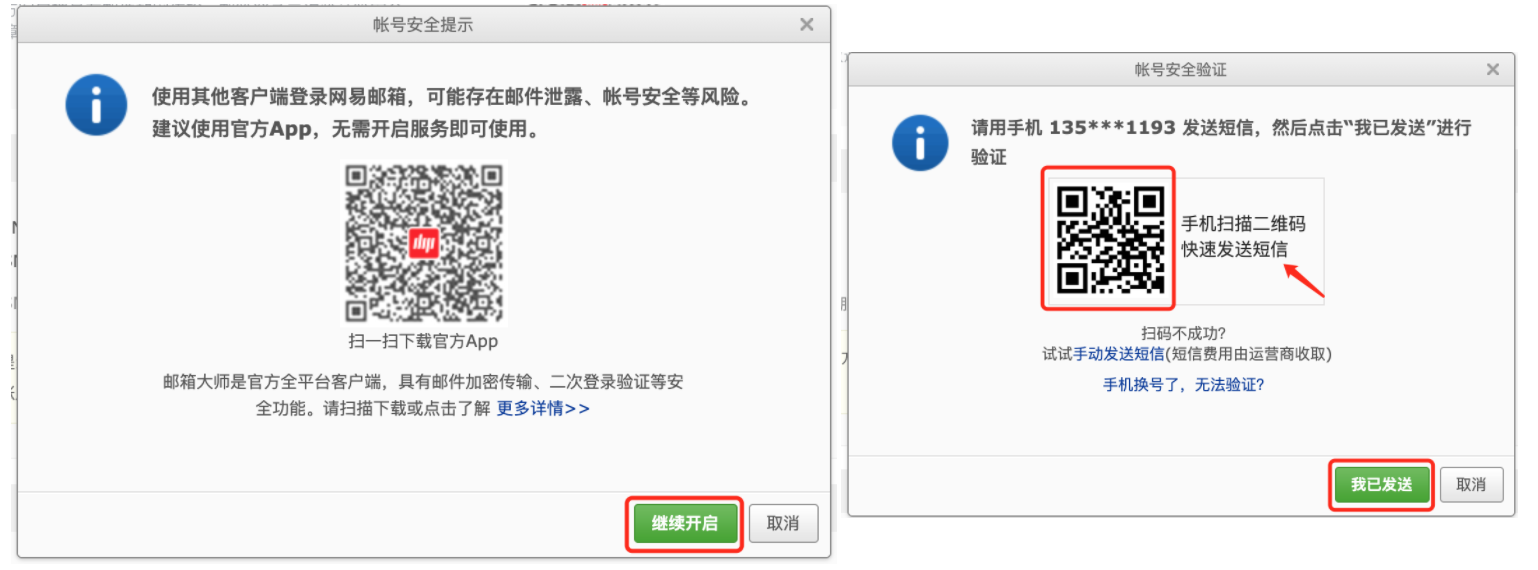 帐号安全提示
使用其他客户端登录网易邮箱，可能存在邮件泄露、帐号安全等风险。
建议使用官方App，无需开启服务即可使用。
扫一扫下载官方App
邮箱大师是官方全平台客户端，具有邮件加密传输、二次登录验证等安
全功能。请扫描下载或点击了解 更多详情>>
继续开启
取消
帐号安全验证
请用手机 135***1193 发送短信，然后点击“我已发送”进行
验证
手机扫描二维码
快速发送短信
扫码不成功?
试试手动发送短信(短信费用由运营商收取)
手机换号了，无法验证?
我已发送
取消